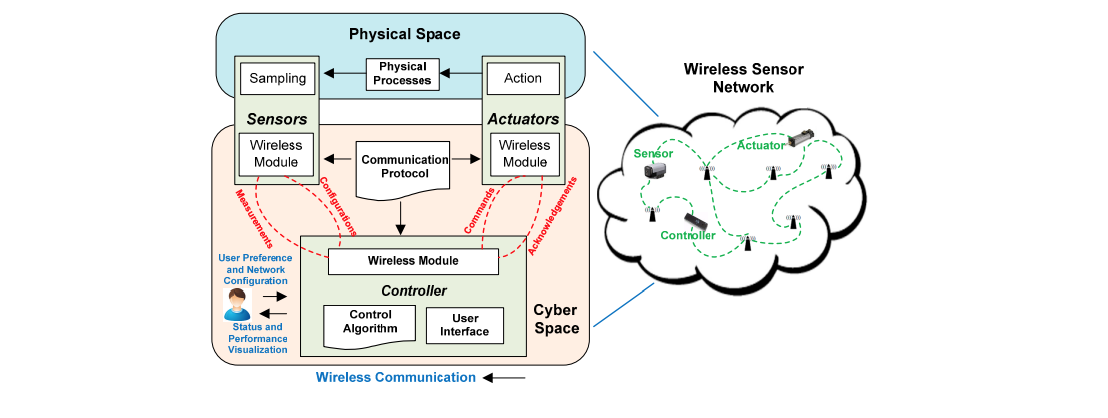 Physical Space
Sampling
Physical
Processes
Action
Sensors
Actuators
Wireless
Module
Communication
Protocol
Wireless
Module
Measurements
Configurations
Commands
Acknowledgements
Wireless Module
Controller
Control
Algorithm
User
Interface
Cyber
Space
User Preference
and Network
Configuration
Status and
Performance
Visualization
Wireless Communication
Wireless Sensor
Network
Sensor
Actuator
Controller